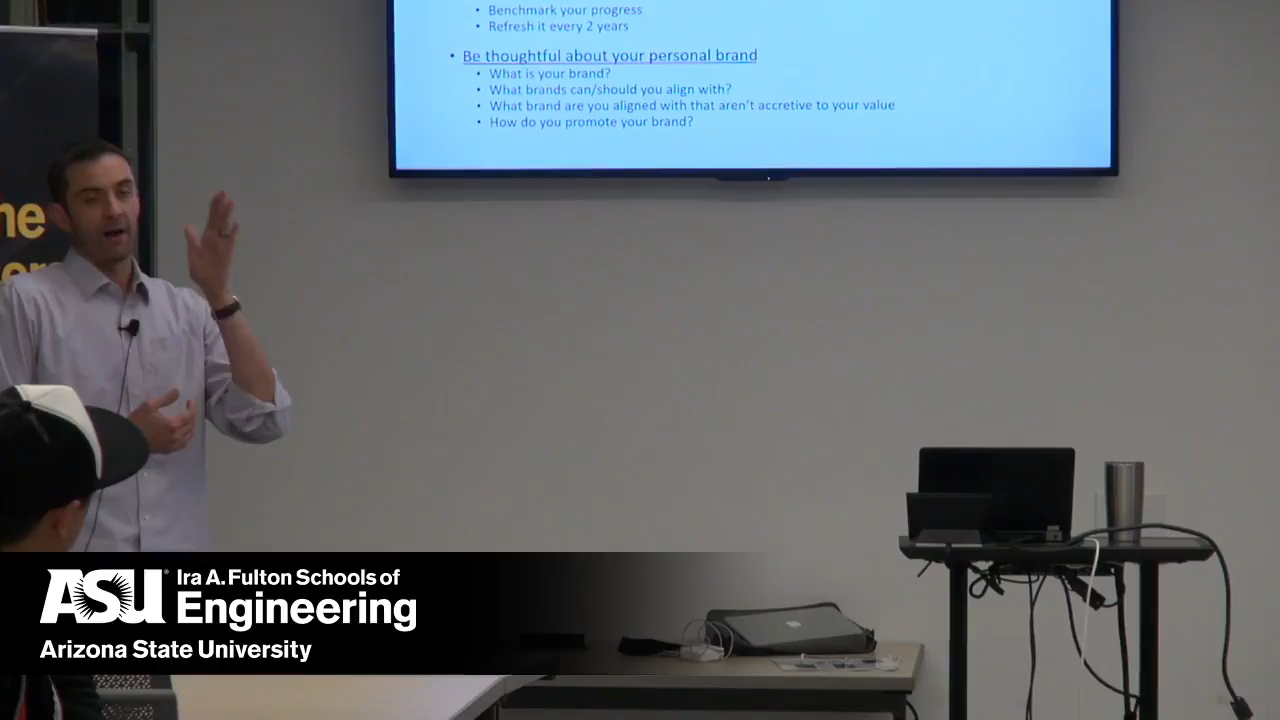 • Benchmark your progress
• Refresh it every 2 years
• Be thoughtful about your personal brand
• What is your brand?
• What brands can/should you align with?
• What brand are you aligned with that aren't accretive to your value
• How do you promote your brand?
ASU® Ira A. Fulton Schools of
Engineering
Arizona State University